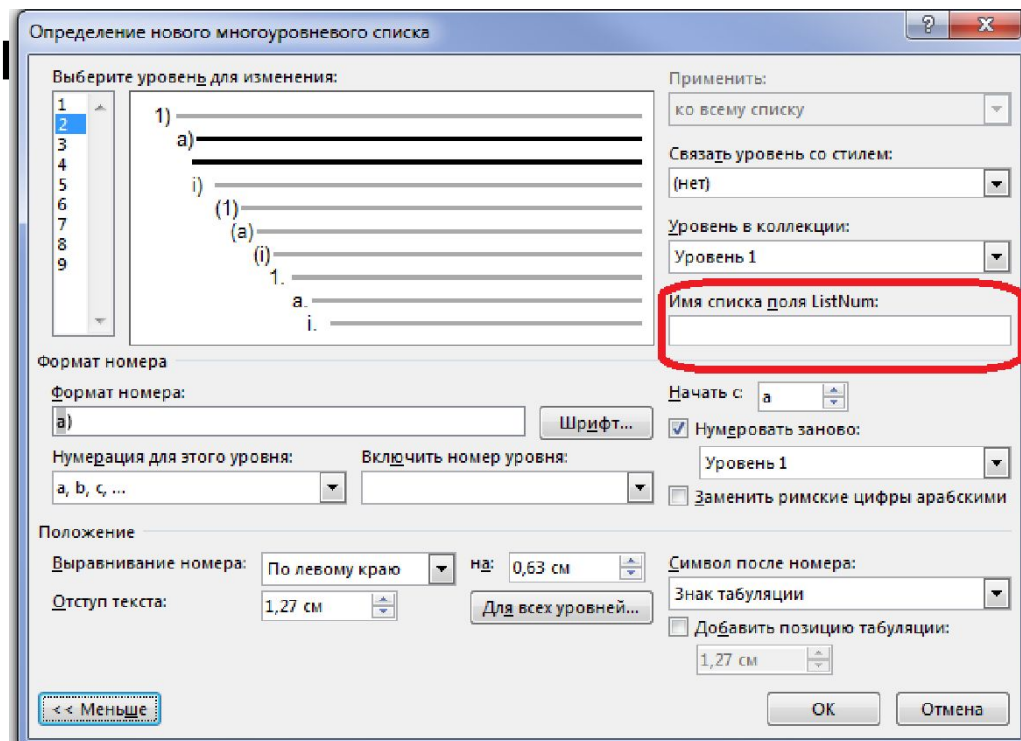 Определение нового многоуровневого списка
Выберите уровень для изменения:
1
2
3
4
5
6
7
8
9
1)
a)
i)
(1)
(a)
(i)
1.
a.
i.
Применить:
ко всему списку
Связать уровень со стилем:
(нет)
Уровень в коллекции:
Уровень 1
Имя списка поля ListNum:
Формат номера
Формат номера:
a)
Шрифт...
Нумерация для этого уровня:
Включить номер уровня:
a, b, c, ...
Начать с:
a
Нумеровать заново:
Уровень 1
Заменить римские цифры арабскими
Положение
Выравнивание номера:
По левому краю
на:
0,63 см
Отступ текста:
1,27 см
Для всех уровней...
Символ после номера:
Знак табуляции
Добавить позицию табуляции:
1,27 см
<< Меньше
ОК
Отмена